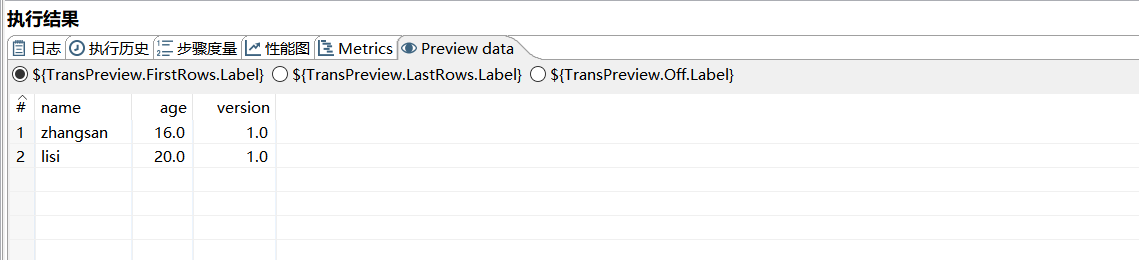 执行结果
日志 执行历史 步骤度量 性能图 Metrics Preview data
${TransPreview.FirstRows.Label} ${TransPreview.LastRows.Label} ${TransPreview.Off.Label}
# name age version
1 zhangsan 16.0 1.0
2 lisi 20.0 1.0